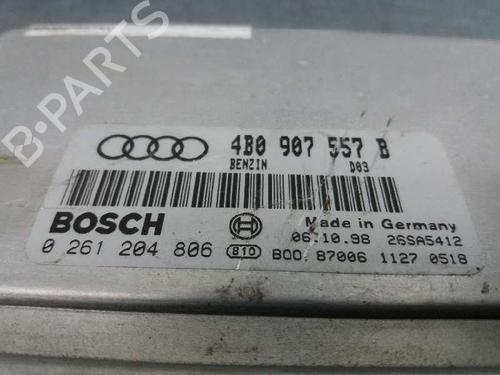 4B0 907 557 B
BENZIN D03
BOSCH
Made in Germany
06.10.98 26SA5412
0 261 204 806 810 BOO 87006 1127 0518
B-PARTS